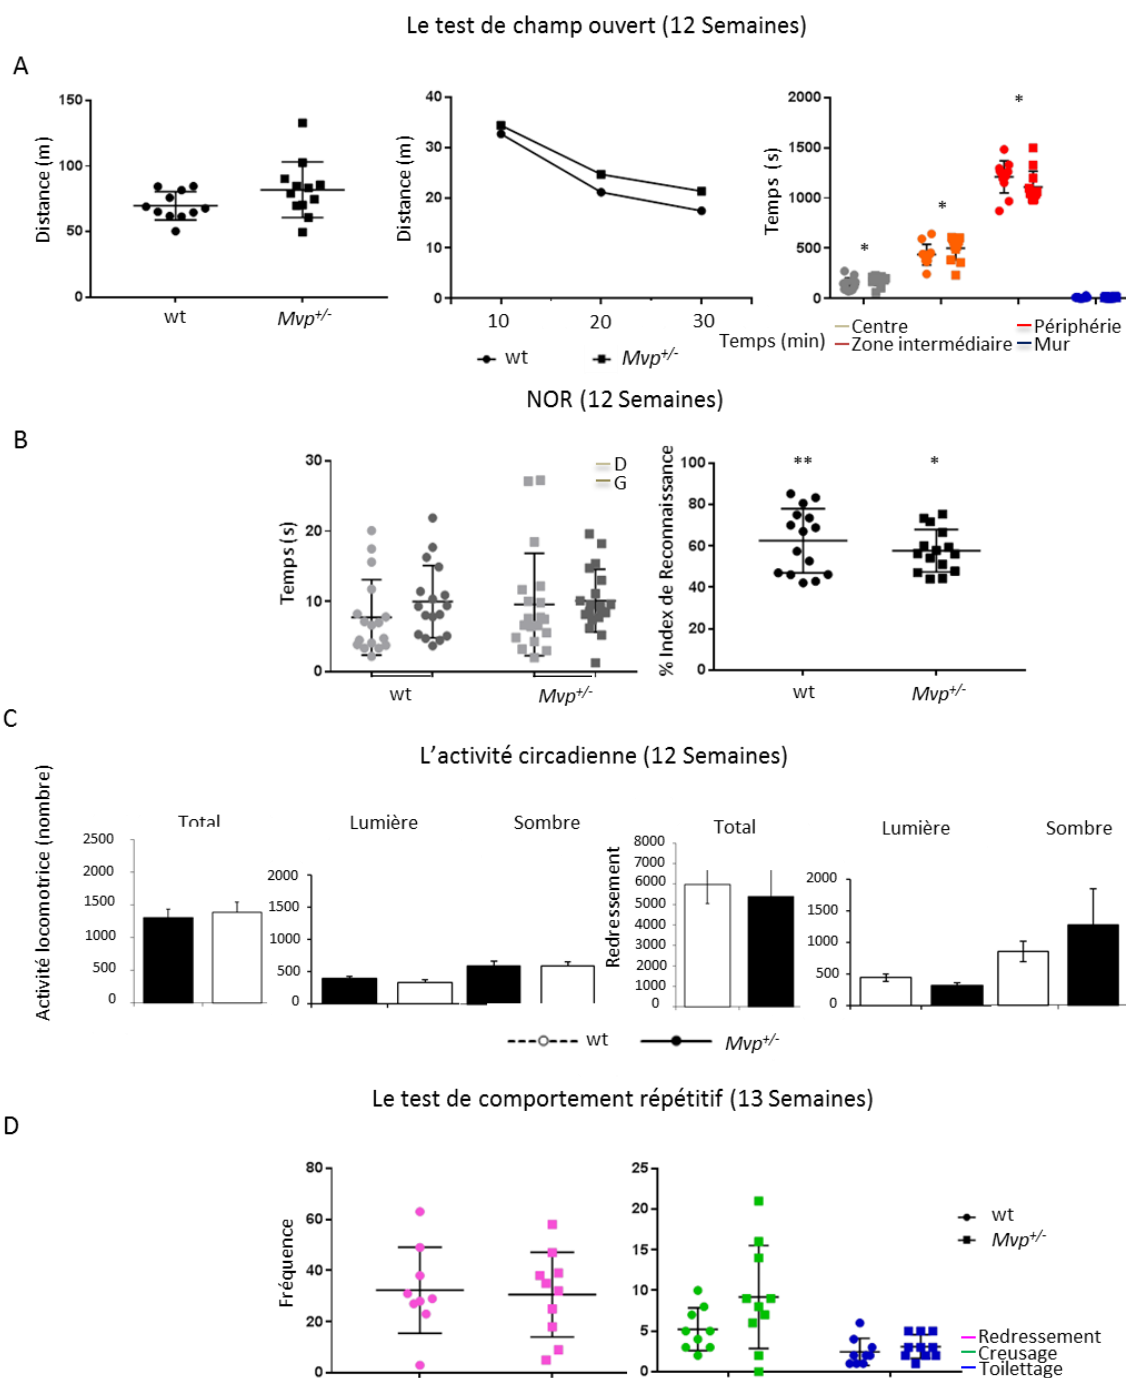 Le test de champ ouvert (12 Semaines)
A
150
100
50
0
Distance (m)
wt
Mvp+/-
40
30
20
10
0
Distance (m)
10
20
30
Temps (min)
wt
Mvp+/-
2000
1500
1000
500
0
Temps (s)
*
*
*
Centre
Zone intermédiaire
Périphérie
Mur
NOR (12 Semaines)
B
30
20
10
0
Temps (s)
D
G
wt
Mvp+/-
100
80
60
40
20
0
% Index de Reconnaissance
**
*
wt
Mvp+/-
C
L'activité circadienne (12 Semaines)
Activité locomotrice (nombre)
Total
2500
2000
1500
1000
500
0
Lumière
Sombre
2000
1500
1000
500
0
Redressement
Total
8000
7000
6000
5000
4000
3000
2000
1000
0
Lumière
Sombre
2000
1500
1000
500
0
wt
Mvp+/-
Le test de comportement répétitif (13 Semaines)
D
80
60
40
20
0
Fréquence
25
20
15
10
5
0
wt
Mvp+/-
Redressement
Creusage
Toilettage